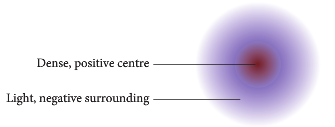 Dense, positive centre
Light, negative surrounding